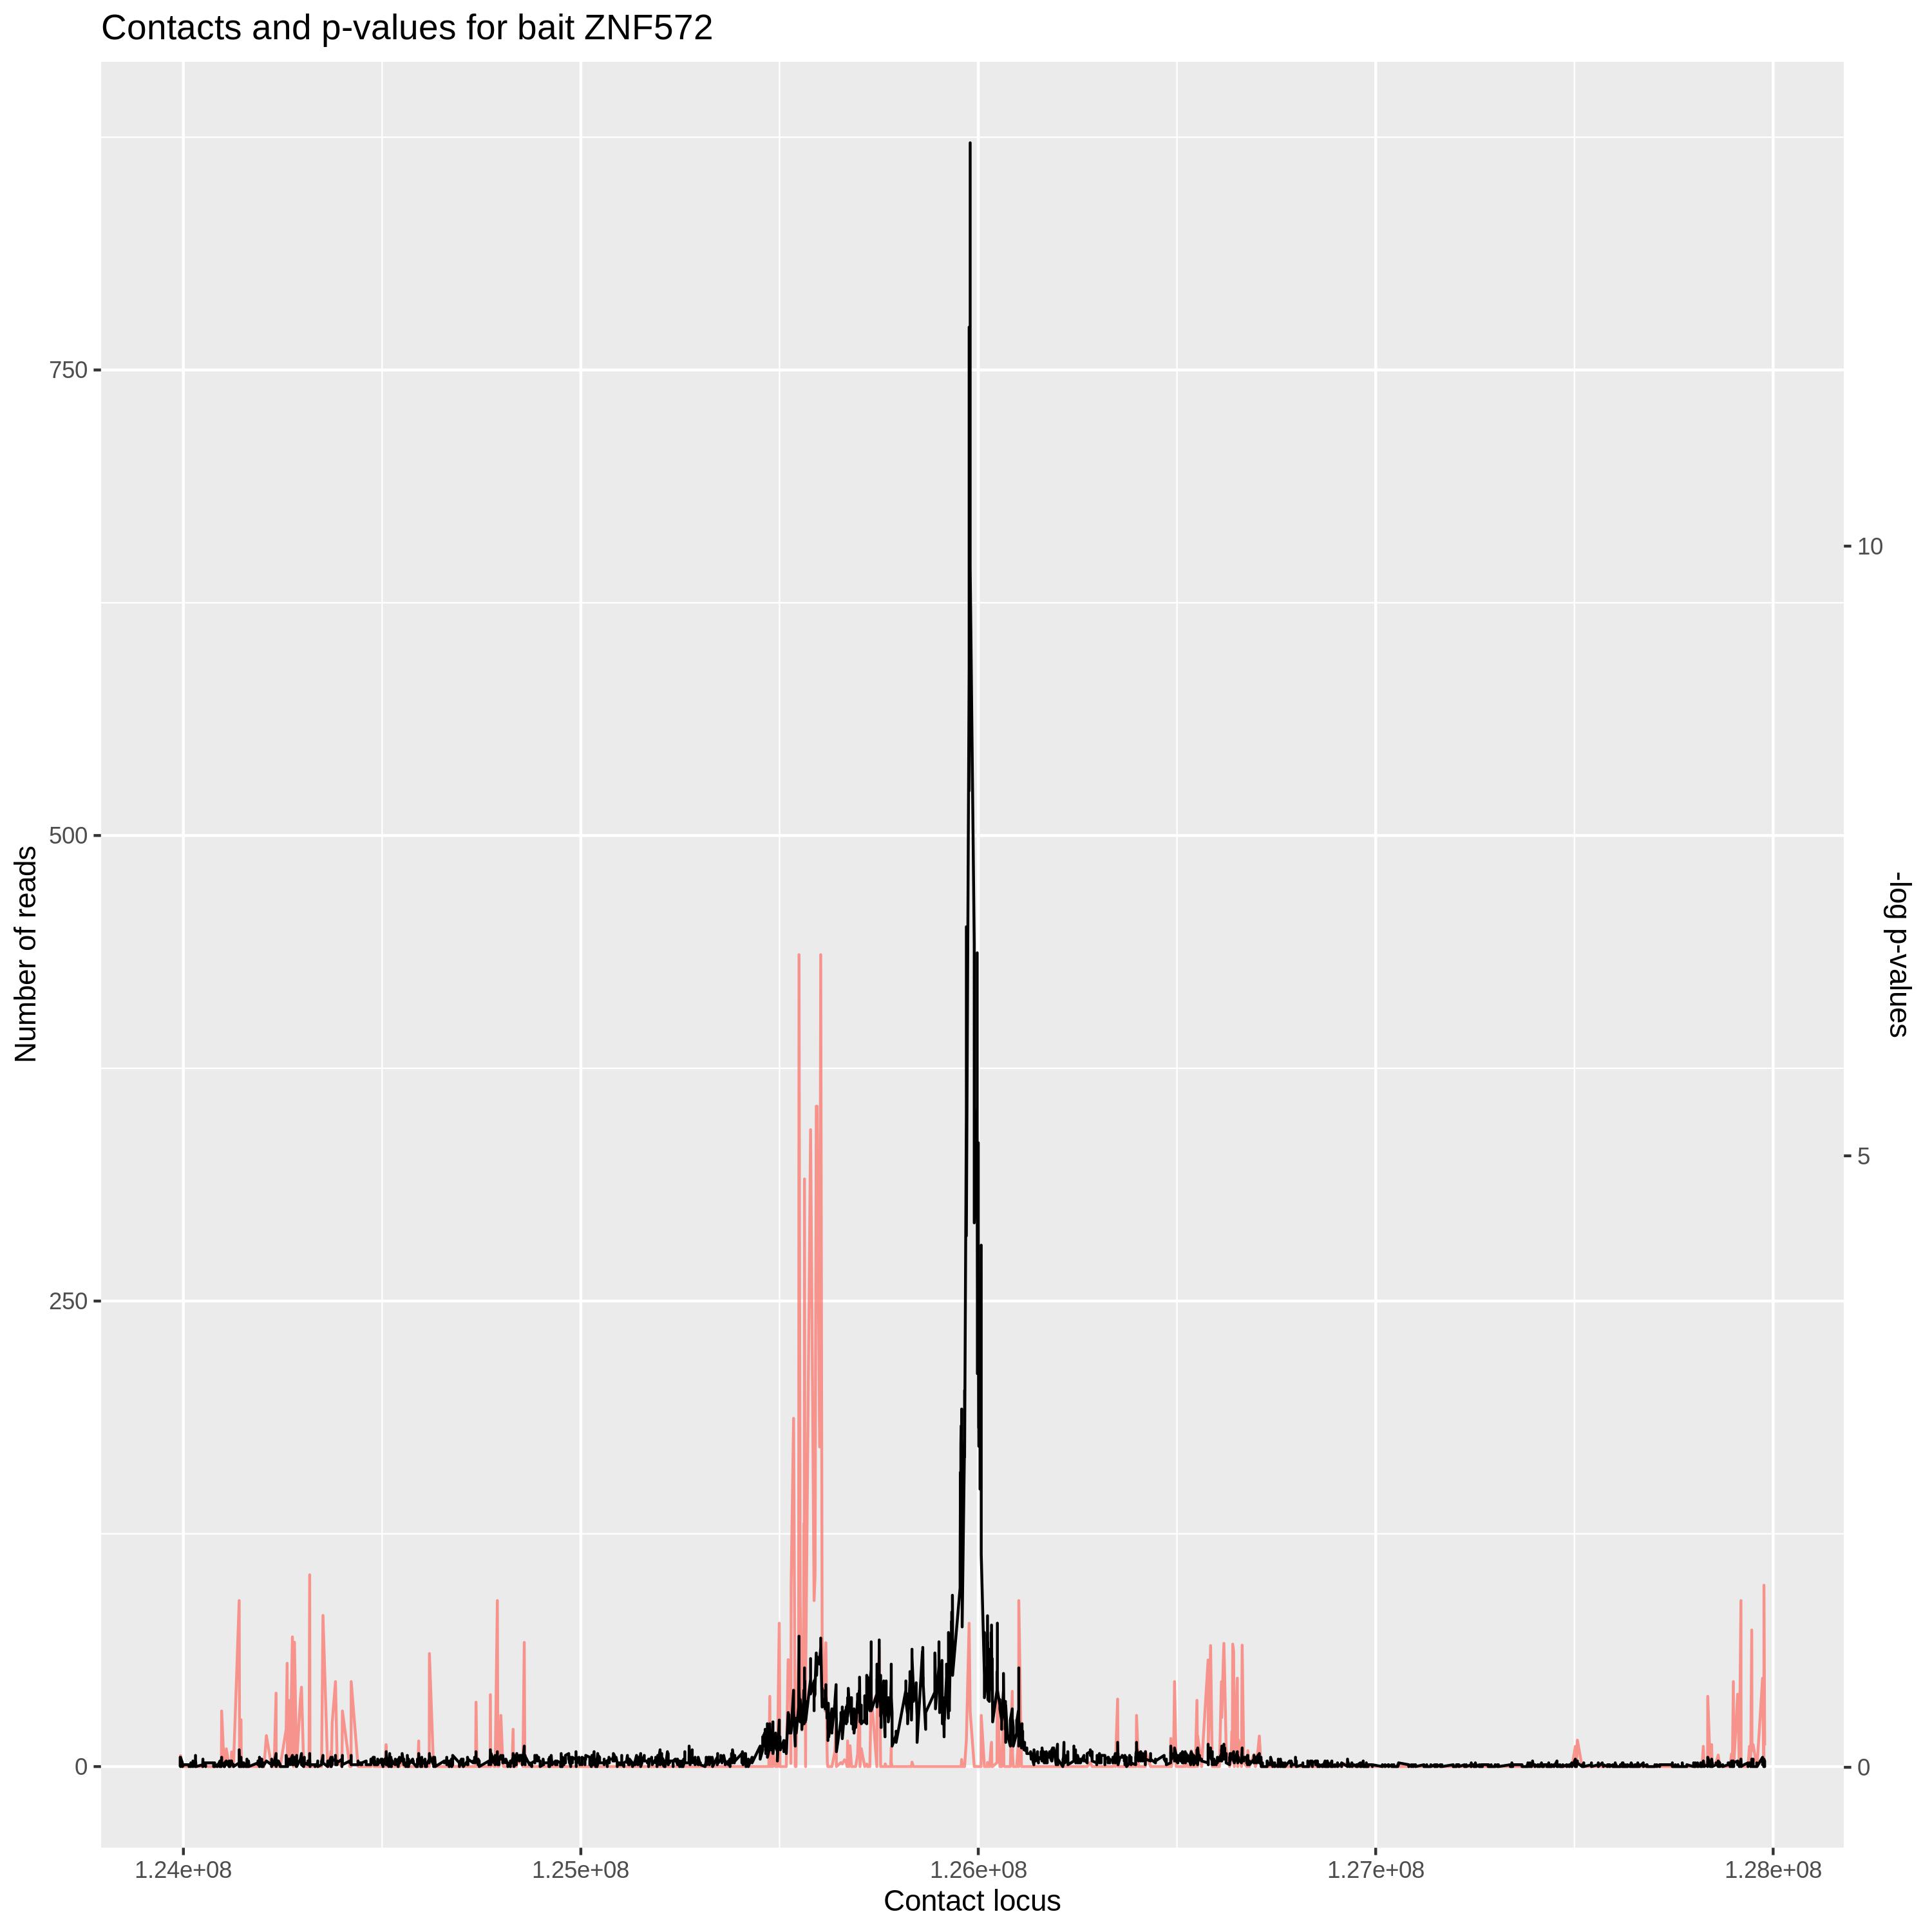 Contacts and p-values for bait ZNF572
Number of reads
750
500
250
0
10
5
0
-log p-values
1.24e+08
1.25e+08
1.26e+08
1.27e+08
1.28e+08
Contact locus